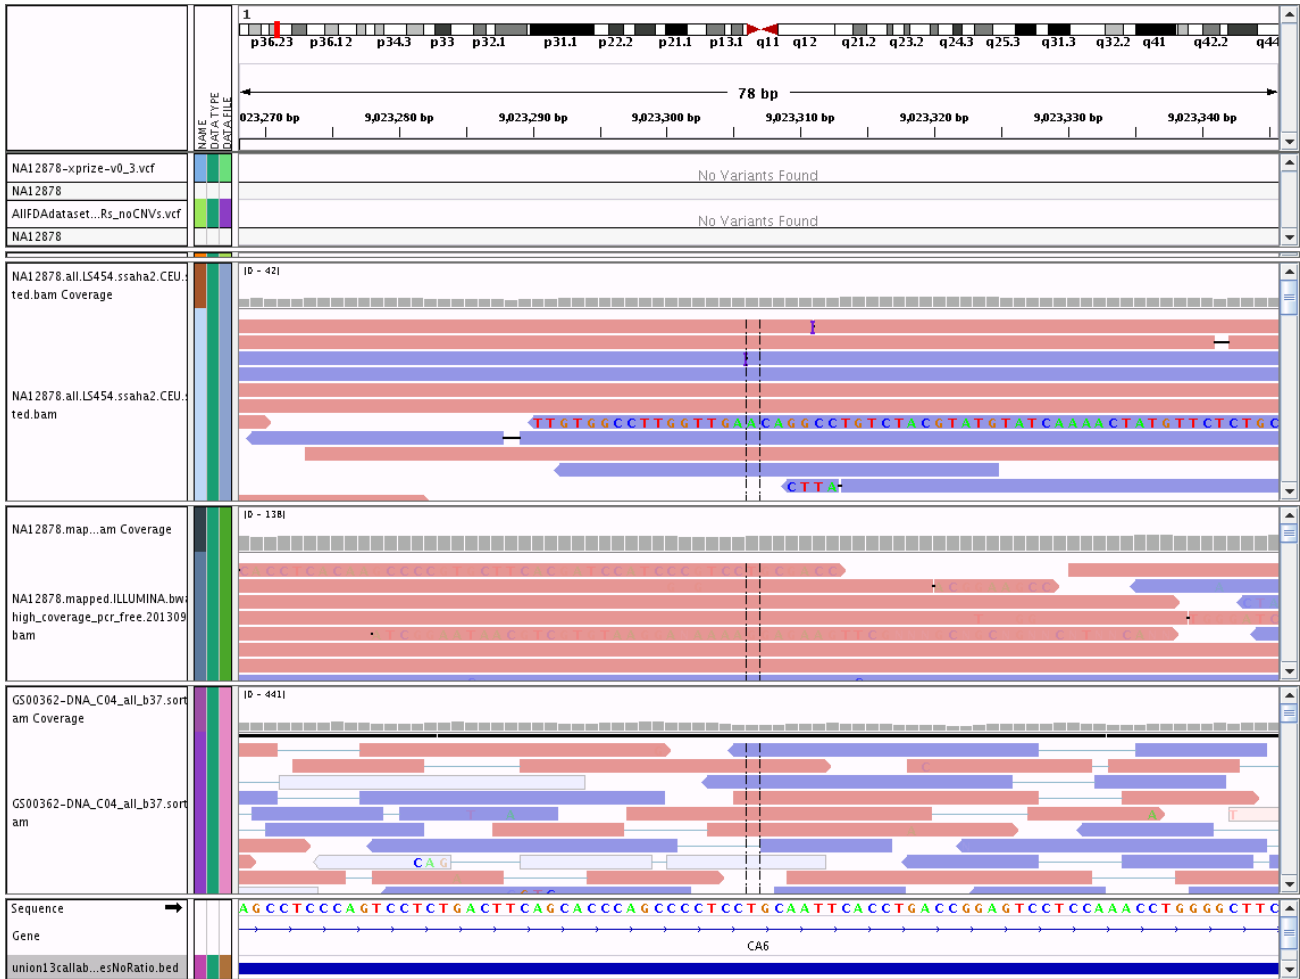 1
p36.23 p36.12 p34.3 p33 p32.1 p31.1 p22.2 p21.1 p13.1 q11 q12 q21.2 q23.2 q24.3 q25.3 q31.3 q32.2 q41 q42.2 q44
78 bp
023,270 bp 9,023,280 bp 9,023,290 bp 9,023,300 bp 9,023,310 bp 9,023,320 bp 9,023,330 bp 9,023,340 bp
NAME
DATA TYPE
DATA FILE
NA12878-xprize-v0_3.vcf
No Variants Found
NA12878
AllFDAdataset...Rs_noCNVs.vcf
No Variants Found
NA12878
NA12878.all.LS454.ssaha2.CEU.s
ted.bam Coverage
[0 - 42]
NA12878.all.LS454.ssaha2.CEU.s
ted.bam
TTGTGGCCTTGGTTGAACAGGCCTGTCTACGTATGTATCAAAACTATGTTCTCTGC
CTTA
NA12878.map...am Coverage
[0 - 138]
NA12878.mapped.ILLUMINA.bwa
high_coverage_pcr_free.201309
bam
GS00362-DNA_C04_all_b37.sort
am Coverage
[0 - 441]
GS00362-DNA_C04_all_b37.sort
am
C
A
T
CAG
Sequence
AGCCTCCCAGTCCTCTGACTTCAGCACCCAGCCCCTCCTGCAATTCACCTGACCGGAGTCCTCCAAACCTGGGGCTTC
Gene
CA6
union13callab...esNoRatio.bed